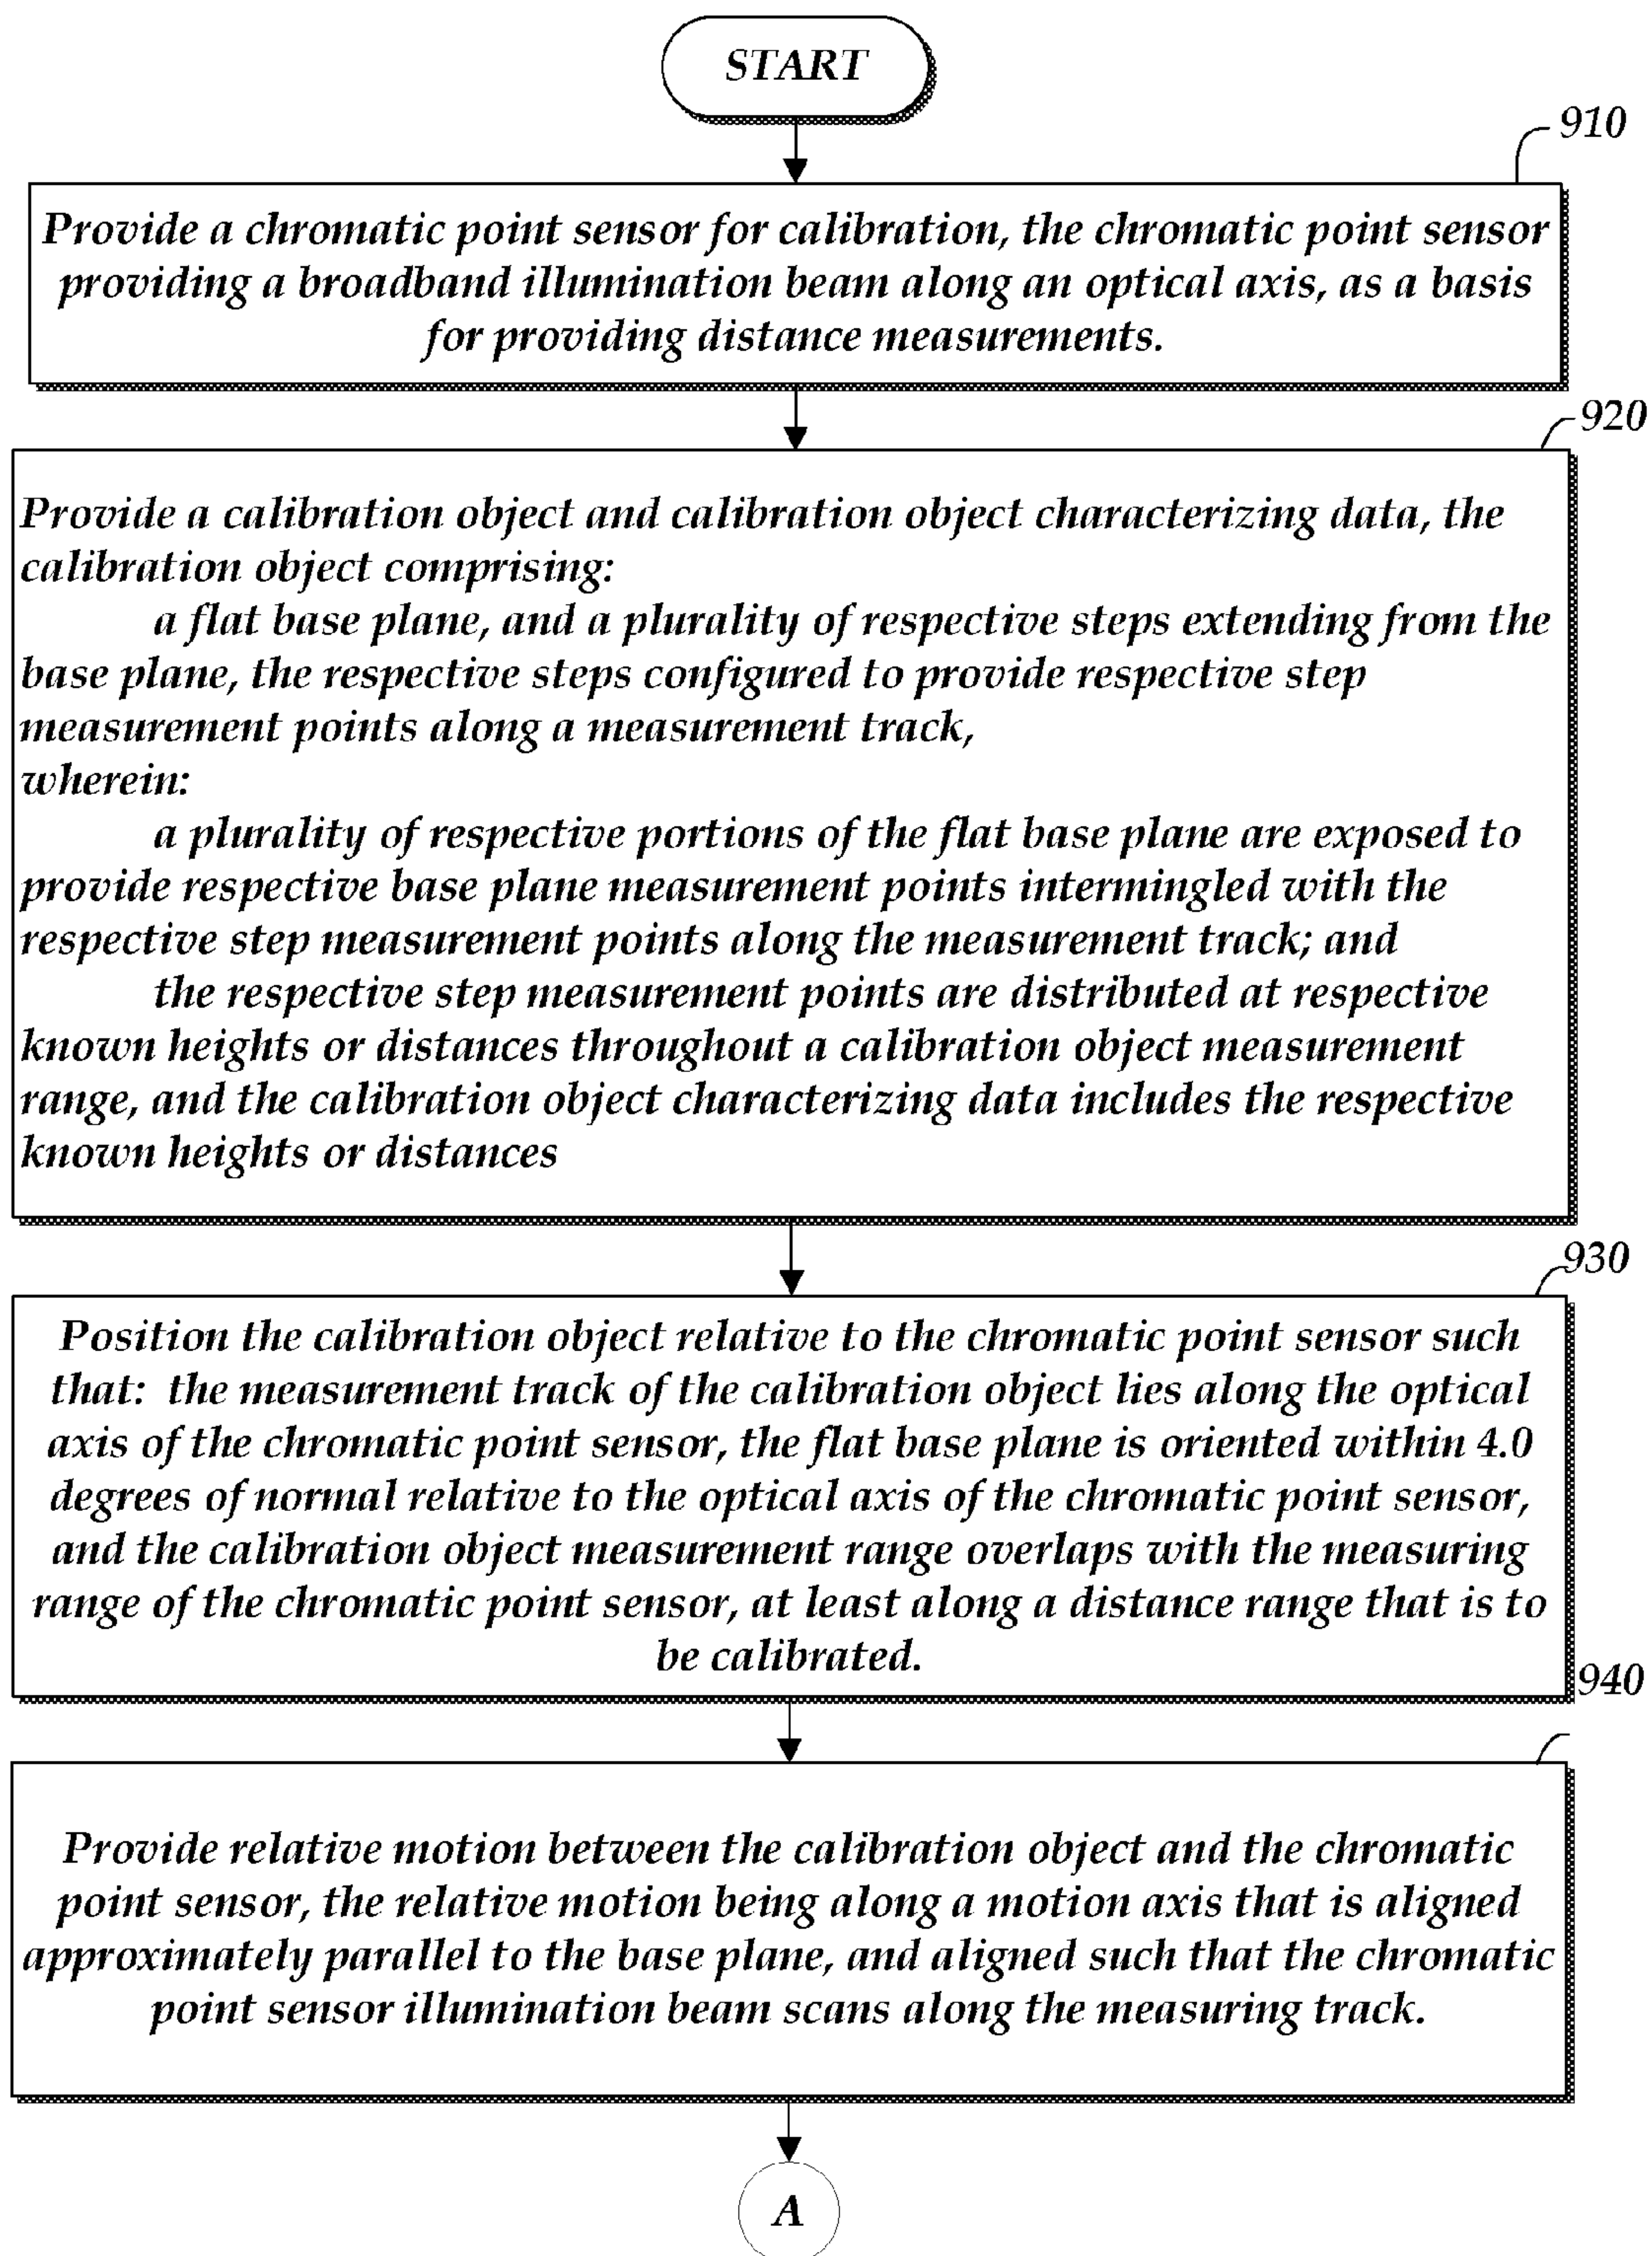 START
910
Provide a chromatic point sensor for calibration, the chromatic point sensor
providing a broadband illumination beam along an optical axis, as a basis
for providing distance measurements.
920
Provide a calibration object and calibration object characterizing data, the
calibration object comprising:
a flat base plane, and a plurality of respective steps extending from the
base plane, the respective steps configured to provide respective step
measurement points along a measurement track,
wherein:
a plurality of respective portions of the flat base plane are exposed to
provide respective base plane measurement points intermingled with the
respective step measurement points along the measurement track; and
the respective step measurement points are distributed at respective
known heights or distances throughout a calibration object measurement
range, and the calibration object characterizing data includes the respective
known heights or distances
930
Position the calibration object relative to the chromatic point sensor such
that: the measurement track of the calibration object lies along the optical
axis of the chromatic point sensor, the flat base plane is oriented within 4.0
degrees of normal relative to the optical axis of the chromatic point sensor,
and the calibration object measurement range overlaps with the measuring
range of the chromatic point sensor, at least along a distance range that is to
be calibrated.
940
Provide relative motion between the calibration object and the chromatic
point sensor, the relative motion being along a motion axis that is aligned
approximately parallel to the base plane, and aligned such that the chromatic
point sensor illumination beam scans along the measuring track.
A